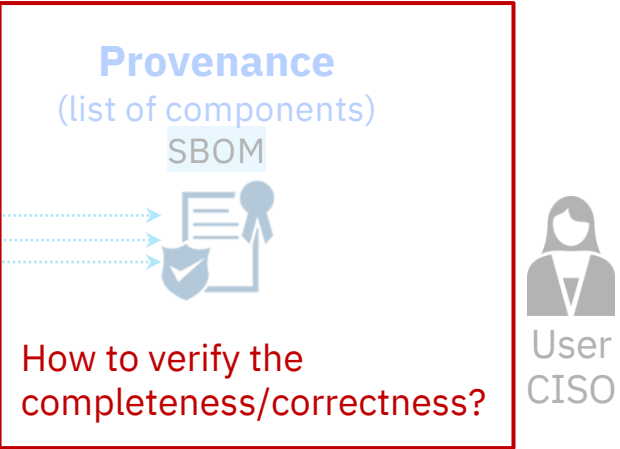 Provenance
(list of components)
SBOM
How to verify the
completeness/correctness?
User
CISO